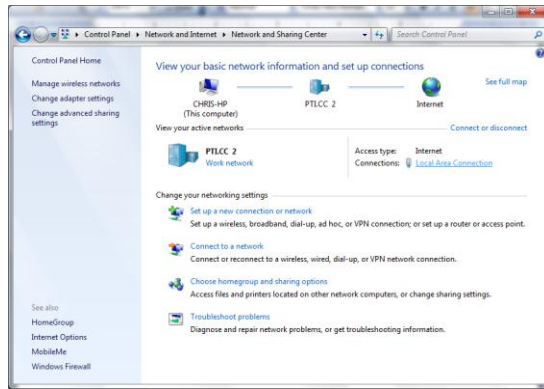 Control Panel ▸ Network and Internet ▸ Network and Sharing Center
Search Control Panel
Control Panel Home
Manage wireless networks
Change adapter settings
Change advanced sharing
settings
See also
HomeGroup
Internet Options
MobileMe
Windows Firewall
View your basic network information and set up connections
See full map
CHRIS-HP
(This computer)
PTLCC 2
Internet
View your active networks
Connect or disconnect
PTLCC 2
Work network
Access type: Internet
Connections: Local Area Connection
Change your networking settings
Set up a new connection or network
Set up a wireless, broadband, dial-up, ad hoc, or VPN connection; or set up a router or access point.
Connect to a network
Connect or reconnect to a wireless, wired, dial-up, or VPN network connection.
Choose homegroup and sharing options
Access files and printers located on other network computers, or change sharing settings.
Troubleshoot problems
Diagnose and repair network problems, or get troubleshooting information.